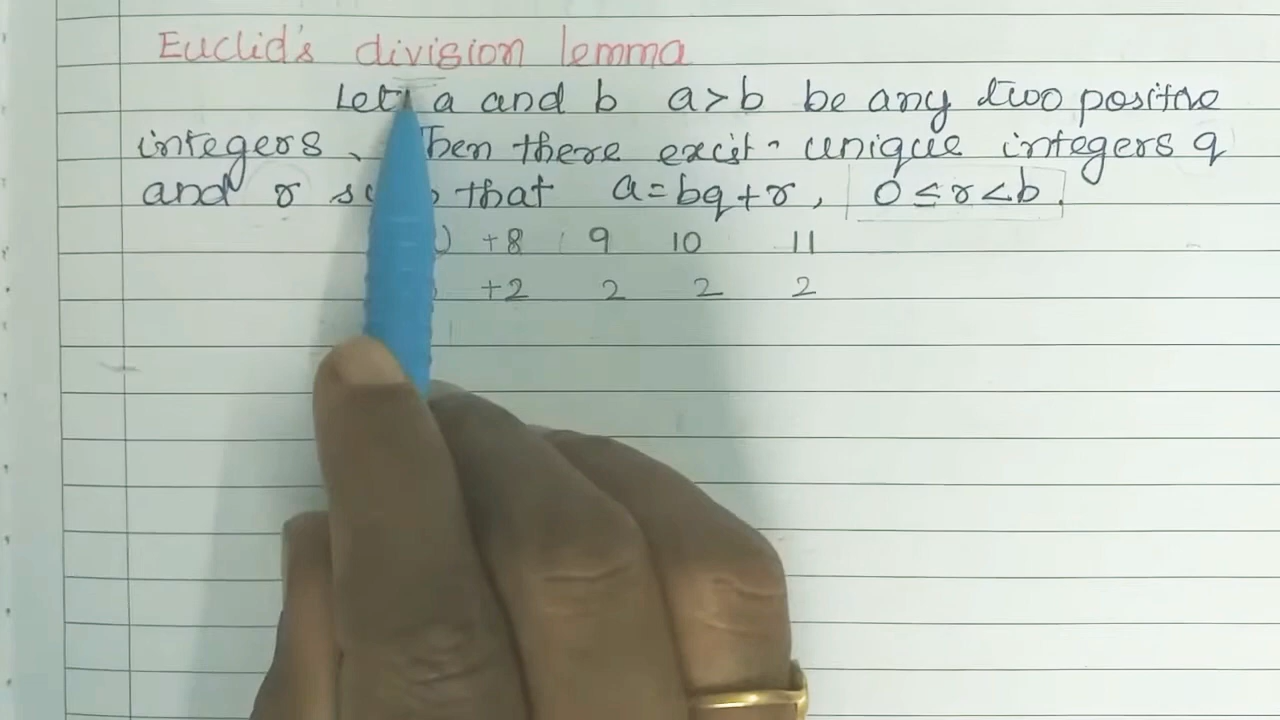 Euclid's division lemma
Let a and b a>b be any two positive
integers, Then there excist unique integers q
and r that a=bq+r, 0≤r<b.
+8 9 10 11
+2 2 2 2